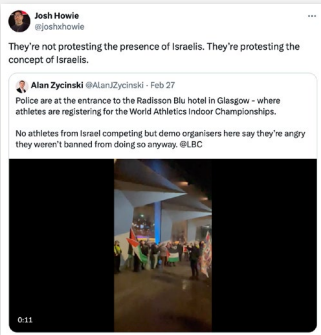 Josh Howie
@joshxhowie
They're not protesting the presence of Israelis. They're protesting the
concept of Israelis.
Alan Zycinski @AlanJZycinski · Feb 27
Police are at the entrance to the Radisson Blu hotel in Glasgow - where
athletes are registering for the World Athletics Indoor Championships.
No athletes from Israel competing but demo organisers here say they're angry
they weren't banned from doing so anyway. @LBC
0:11